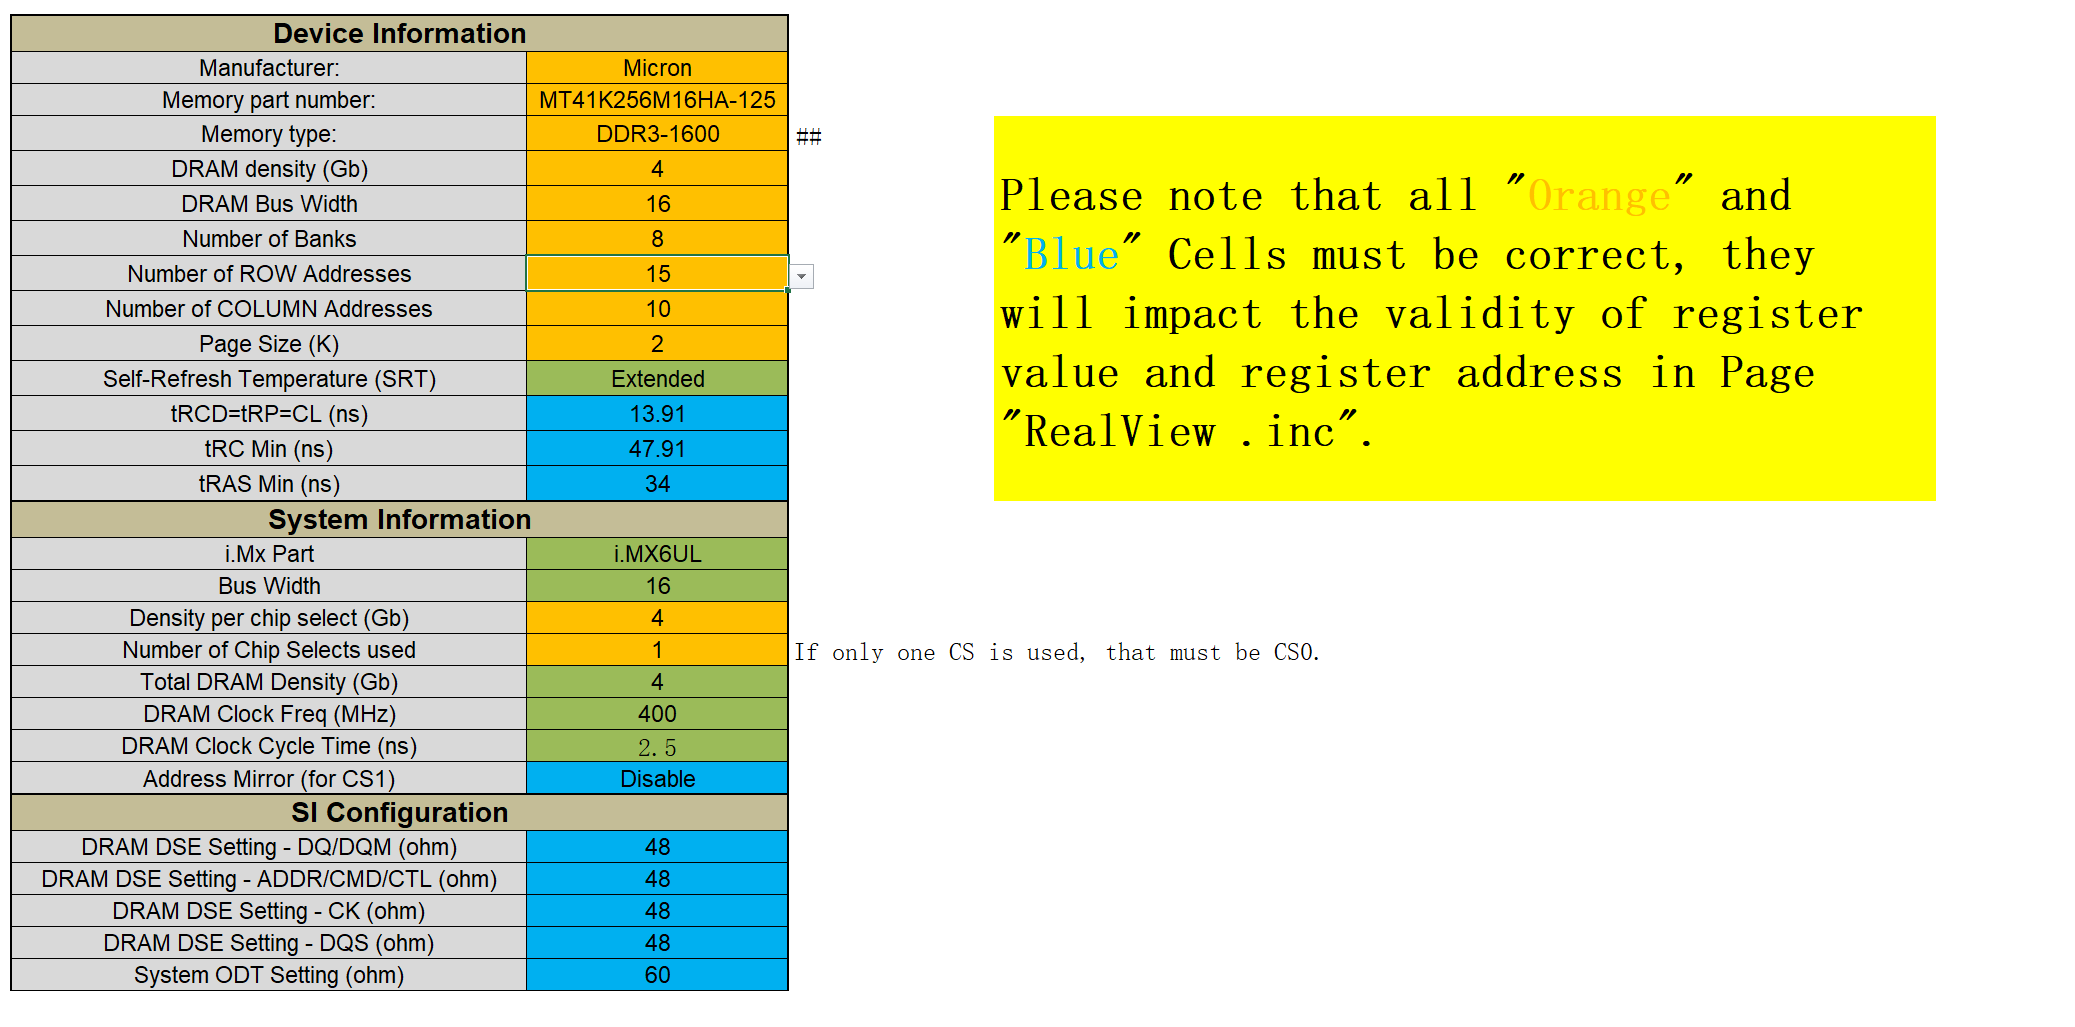 Device Information
Manufacturer: Micron
Memory part number: MT41K256M16HA-125
Memory type: DDR3-1600 ##
DRAM density (Gb) 4
DRAM Bus Width 16
Number of Banks 8
Number of ROW Addresses 15
Number of COLUMN Addresses 10
Page Size (K) 2
Self-Refresh Temperature (SRT) Extended
tRCD=tRP=CL (ns) 13.91
tRC Min (ns) 47.91
tRAS Min (ns) 34
System Information
i.Mx Part i.MX6UL
Bus Width 16
Density per chip select (Gb) 4
Number of Chip Selects used 1 If only one CS is used, that must be CS0.
Total DRAM Density (Gb) 4
DRAM Clock Freq (MHz) 400
DRAM Clock Cycle Time (ns) 2.5
Address Mirror (for CS1) Disable
SI Configuration
DRAM DSE Setting - DQ/DQM (ohm) 48
DRAM DSE Setting - ADDR/CMD/CTL (ohm) 48
DRAM DSE Setting - CK (ohm) 48
DRAM DSE Setting - DQS (ohm) 48
System ODT Setting (ohm) 60
Please note that all "Orange" and
"Blue" Cells must be correct, they
will impact the validity of register
value and register address in Page
"RealView .inc".